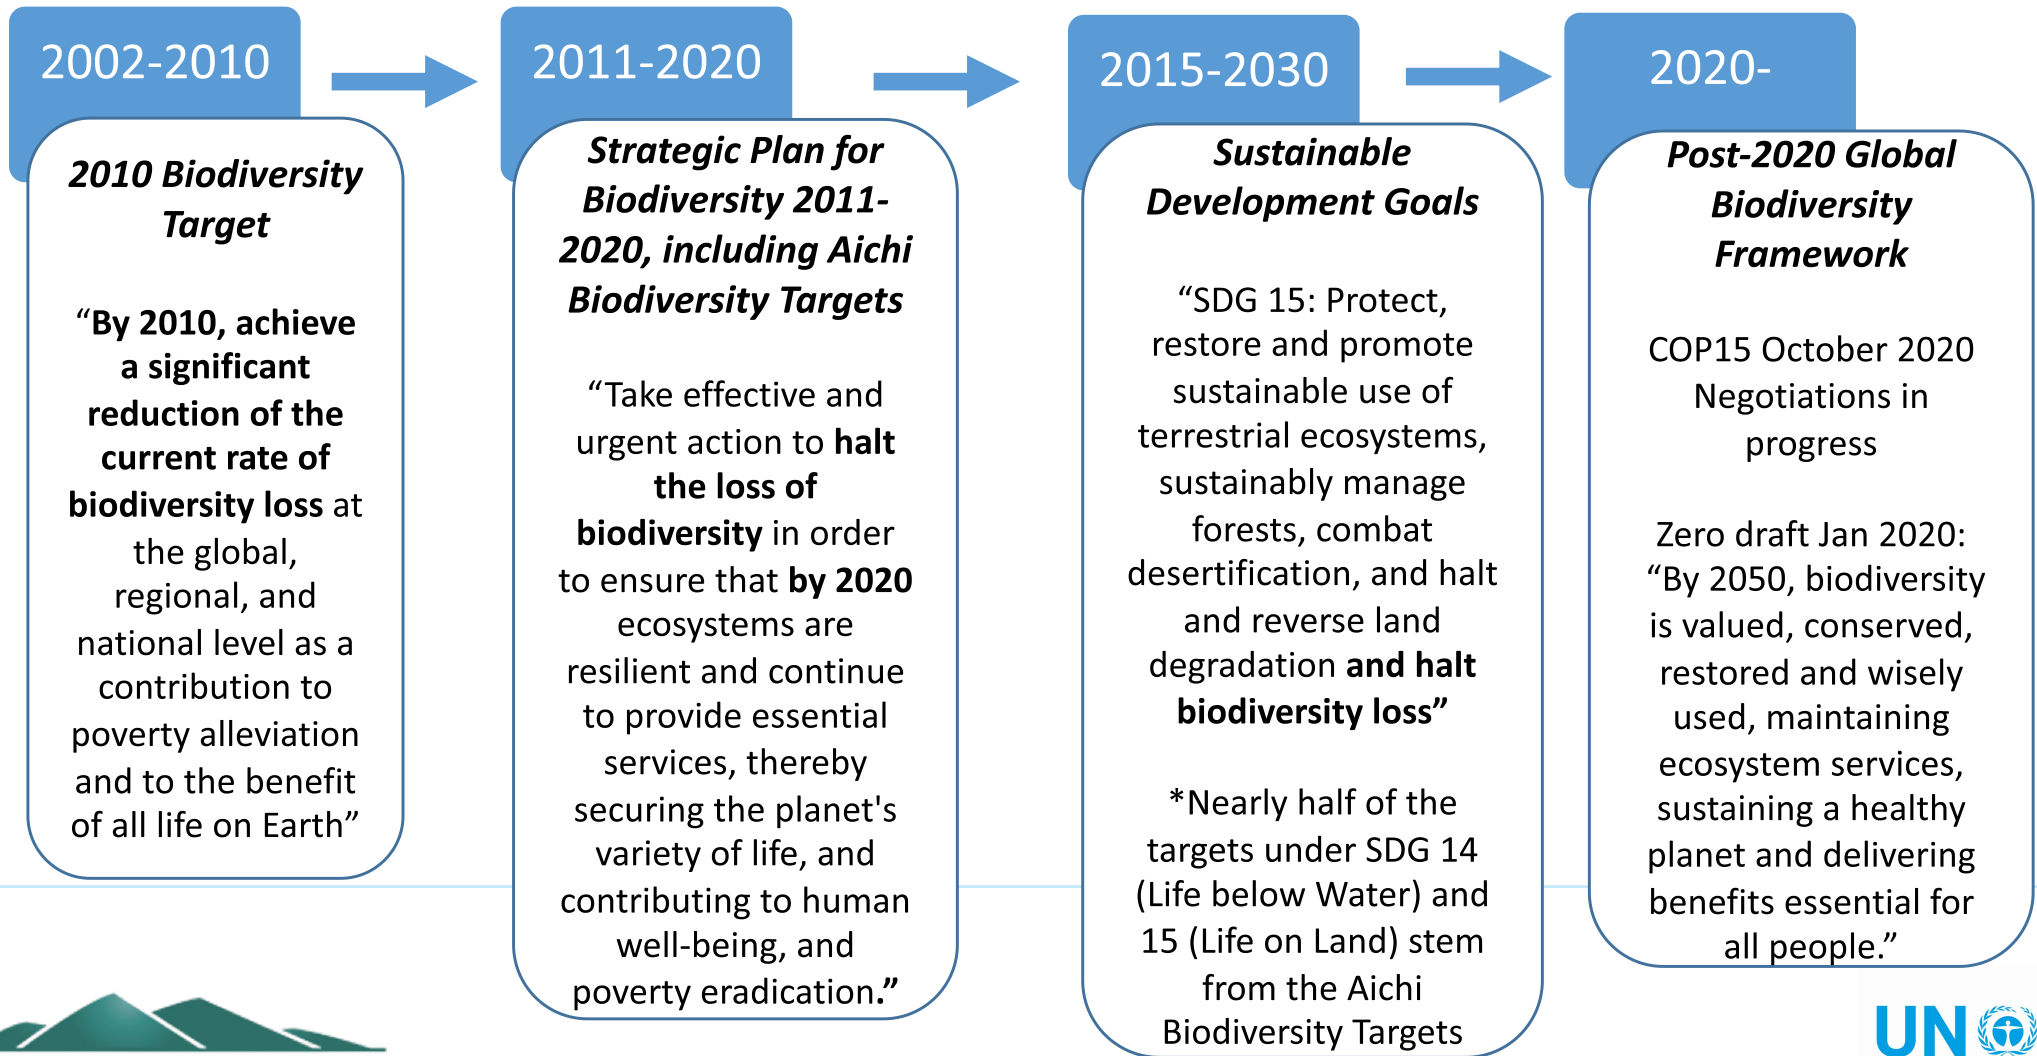 2002-2010
2010 Biodiversity
Target
“By 2010, achieve
a significant
reduction of the
current rate of
biodiversity loss at
the global,
regional, and
national level as a
contribution to
poverty alleviation
and to the benefit
of all life on Earth”
2011-2020
Strategic Plan for
Biodiversity 2011-
2020, including Aichi
Biodiversity Targets
“Take effective and
urgent action to halt
the loss of
biodiversity in order
to ensure that by 2020
ecosystems are
resilient and continue
to provide essential
services, thereby
securing the planet's
variety of life, and
contributing to human
well-being, and
poverty eradication.”
2015-2030
Sustainable
Development Goals
“SDG 15: Protect,
restore and promote
sustainable use of
terrestrial ecosystems,
sustainably manage
forests, combat
desertification, and halt
and reverse land
degradation and halt
biodiversity loss”
*Nearly half of the
targets under SDG 14
(Life below Water) and
15 (Life on Land) stem
from the Aichi
Biodiversity Targets
2020-
Post-2020 Global
Biodiversity
Framework
COP15 October 2020
Negotiations in
progress
Zero draft Jan 2020:
“By 2050, biodiversity
is valued, conserved,
restored and wisely
used, maintaining
ecosystem services,
sustaining a healthy
planet and delivering
benefits essential for
all people.”
UN